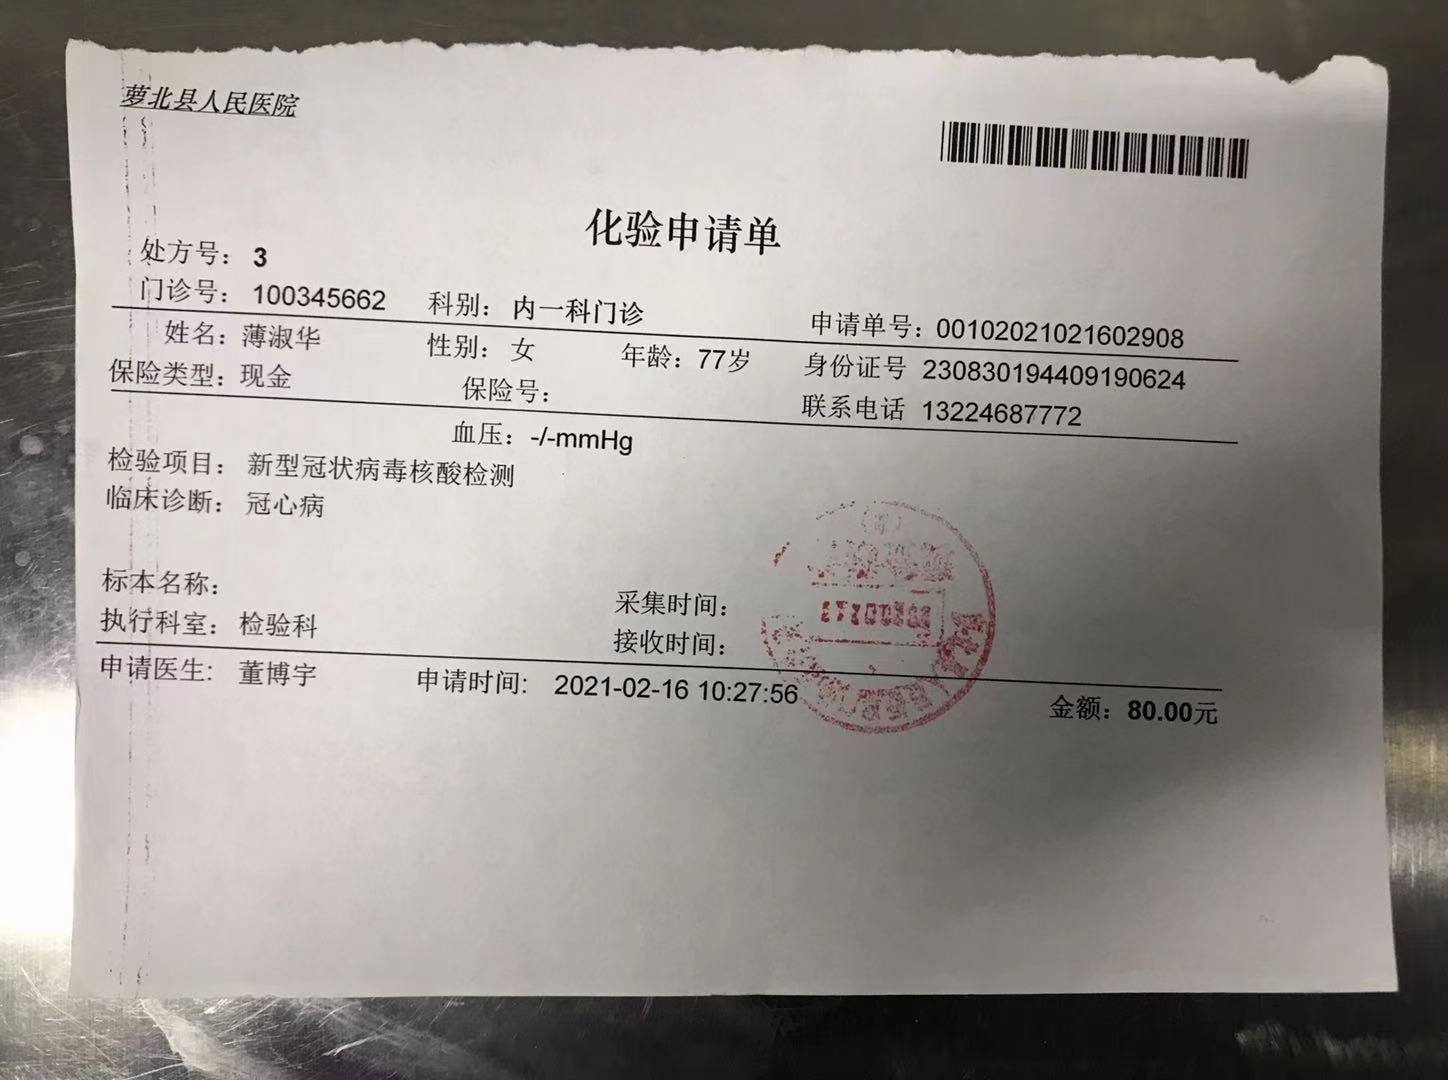 萝北县人民医院
化验申请单
处方号： 3
门诊号： 100345662 科别： 内一科门诊 申请单号：00102021021602908
姓名：薄淑华 性别： 女 年龄：77岁 身份证号 230830194409190624
保险类型：现金 保险号： 联系电话 13224687772
血压：-/-mmHg
检验项目： 新型冠状病毒核酸检测
临床诊断： 冠心病
标本名称：
采集时间：
执行科室： 检验科
接收时间：
申请医生: 董博宇 申请时间: 2021-02-16 10:27:56 金额：80.00元